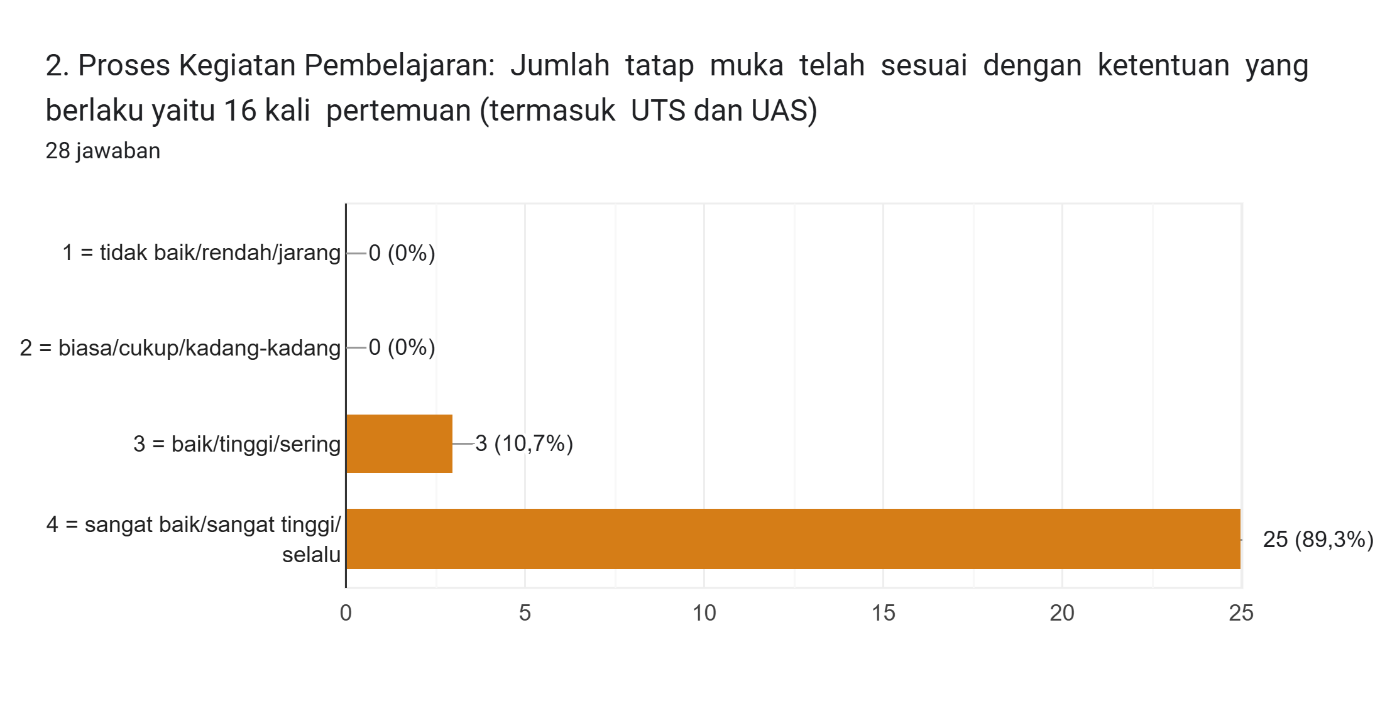 2. Proses Kegiatan Pembelajaran: Jumlah tatap muka telah sesuai dengan ketentuan yang
berlaku yaitu 16 kali pertemuan (termasuk UTS dan UAS)
28 jawaban
1 = tidak baik/rendah/jarang 0 (0%)
2 = biasa/cukup/kadang-kadang 0 (0%)
3 = baik/tinggi/sering 3 (10,7%)
4 = sangat baik/sangat tinggi/
selalu 25 (89,3%)
0 5 10 15 20 25